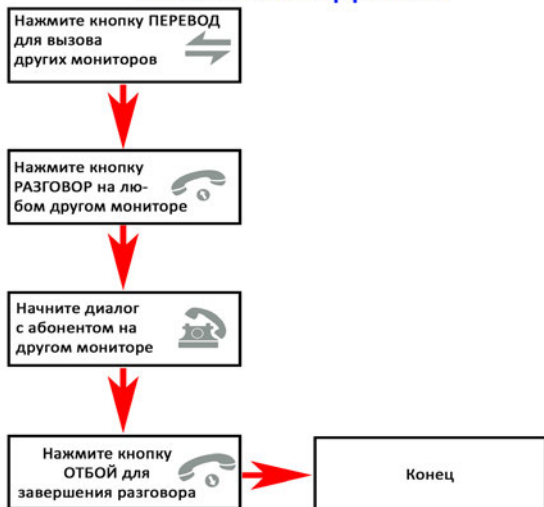 Нажмите кнопку ПЕРЕВОД
для вызова
других мониторов
Нажмите кнопку
РАЗГОВОР на лю-
бом другом мониторе
Начните диалог
с абонентом на
другом мониторе
Нажмите кнопку
ОТБОЙ для
завершения разговора
Конец